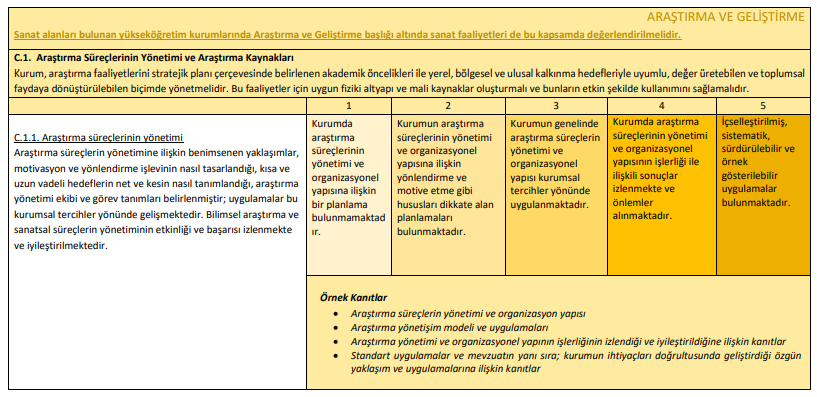 ARAŞTIRMA VE GELİŞTİRME
Sanat alanları bulunan yükseköğretim kurumlarında Araştırma ve Geliştirme başlığı altında sanat faaliyetleri de bu kapsamda değerlendirilmelidir.
C.1. Araştırma Süreçlerinin Yönetimi ve Araştırma Kaynakları
Kurum, araştırma faaliyetlerini stratejik planı çerçevesinde belirlenen akademik öncelikleri ile yerel, bölgesel ve ulusal kalkınma hedefleriyle uyumlu, değer üretebilen ve toplumsal
faydaya dönüştürülebilen biçimde yönetmelidir. Bu faaliyetler için uygun fiziki altyapı ve mali kaynaklar oluşturmalı ve bunların etkin şekilde kullanımını sağlamalıdır.
1 2 3 4 5
C.1.1. Araştırma süreçlerinin yönetimi
Araştırma süreçlerin yönetimine ilişkin benimsenen yaklaşımlar,
motivasyon ve yönlendirme işlevinin nasıl tasarlandığı, kısa ve
uzun vadeli hedeflerin net ve kesin nasıl tanımlandığı, araştırma
yönetimi ekibi ve görev tanımları belirlenmiştir; uygulamalar bu
kurumsal tercihler yönünde gelişmektedir. Bilimsel araştırma ve
sanatsal süreçlerin yönetiminin etkinliği ve başarısı izlenmekte
ve iyileştirilmektedir.
Kurumda
araştırma
süreçlerinin
yönetimi ve
organizasyonel
yapısına ilişkin
bir planlama
bulunmamaktad
ır.
Kurumun araştırma
süreçlerinin yönetimi
ve organizasyonel
yapısına ilişkin
yönlendirme ve
motive etme gibi
hususları dikkate alan
planlamaları
bulunmaktadır.
Kurumun genelinde
araştırma süreçlerin
yönetimi ve
organizasyonel
yapısı kurumsal
tercihler yönünde
uygulanmaktadır.
Kurumda araştırma
süreçlerinin yönetimi
ve organizasyonel
yapısının işlerliği ile
ilişkili sonuçlar
izlenmekte ve
önlemler
alınmaktadır.
İçselleştirilmiş,
sistematik,
sürdürülebilir ve
örnek
gösterilebilir
uygulamalar
bulunmaktadır.
Örnek Kanıtlar
• Araştırma süreçlerin yönetimi ve organizasyon yapısı
• Araştırma yönetişim modeli ve uygulamaları
• Araştırma yönetimi ve organizasyonel yapının işlerliğinin izlendiği ve iyileştirildiğine ilişkin kanıtlar
• Standart uygulamalar ve mevzuatın yanı sıra; kurumun ihtiyaçları doğrultusunda geliştirdiği özgün
yaklaşım ve uygulamalarına ilişkin kanıtlar